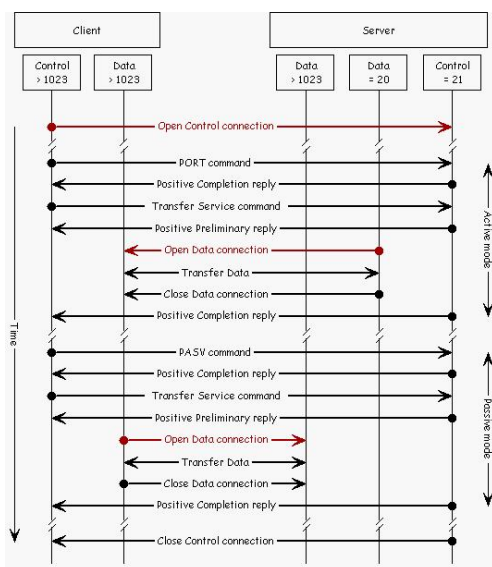 Client
Server
Control
> 1023
Data
> 1023
Data
> 1023
Data
= 20
Control
= 21
Open Control connection
PORT command
Positive Completion reply
Transfer Service command
Positive Preliminary reply
Open Data connection
Transfer Data
Close Data connection
Positive Completion reply
Active mode
Time
PASV command
Positive Completion reply
Transfer Service command
Positive Preliminary reply
Open Data connection
Transfer Data
Close Data connection
Positive Completion reply
Passive mode
Close Control connection